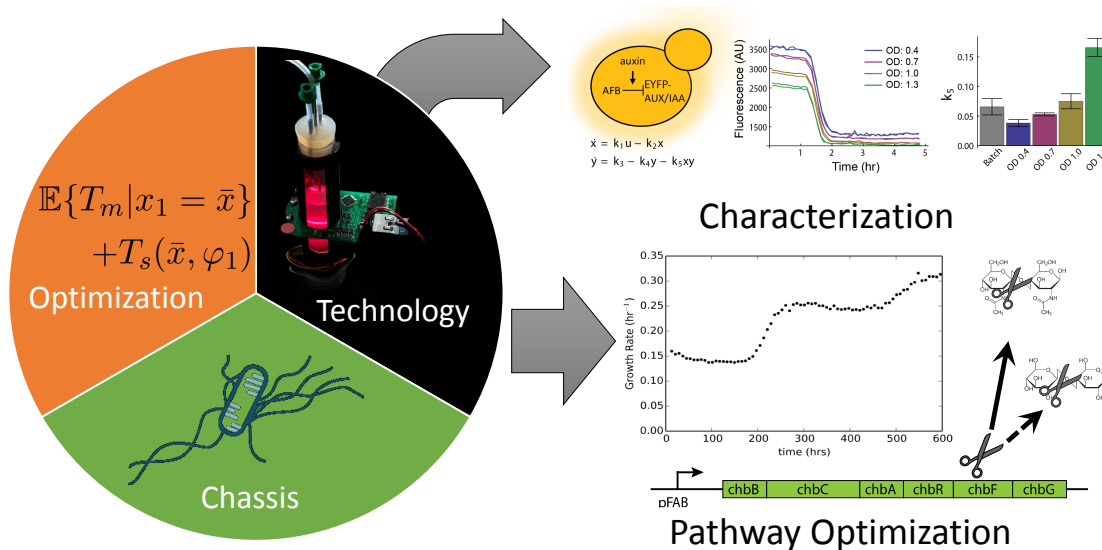 𝔼{T_m|x_1 = x̄}
+T_s(x̄, φ_1)
Optimization
Technology
Chassis
auxin
AFB
EYFP-
AUX/IAA
ẋ = k₁u − k₂x
ẏ = k₃ − k₄y − k₅xy
Fluorescence (AU)
3500
3000
2500
2000
1500
0 1 2 3 4 5
Time (hr)
OD: 0.4
OD: 0.7
OD: 1.0
OD: 1.3
k₅
0.15
0.10
0.05
0.00
Batch
OD 0.4
OD 0.7
OD 1.0
Characterization
Growth Rate (hr⁻¹)
0.35
0.30
0.25
0.20
0.15
0.10
0.05
0.00
0 100 200 300 400 500 600
time (hrs)
pFAB
chbB chbC chbA chbR chbF chbG
Pathway Optimization